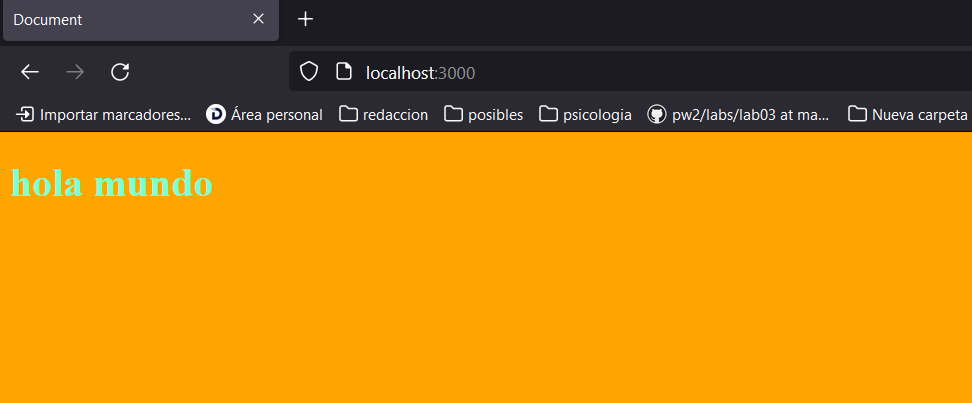 Document
localhost:3000
Importar marcadores... Área personal redaccion posibles psicologia pw2/labs/lab03 at ma... Nueva carpeta
hola mundo